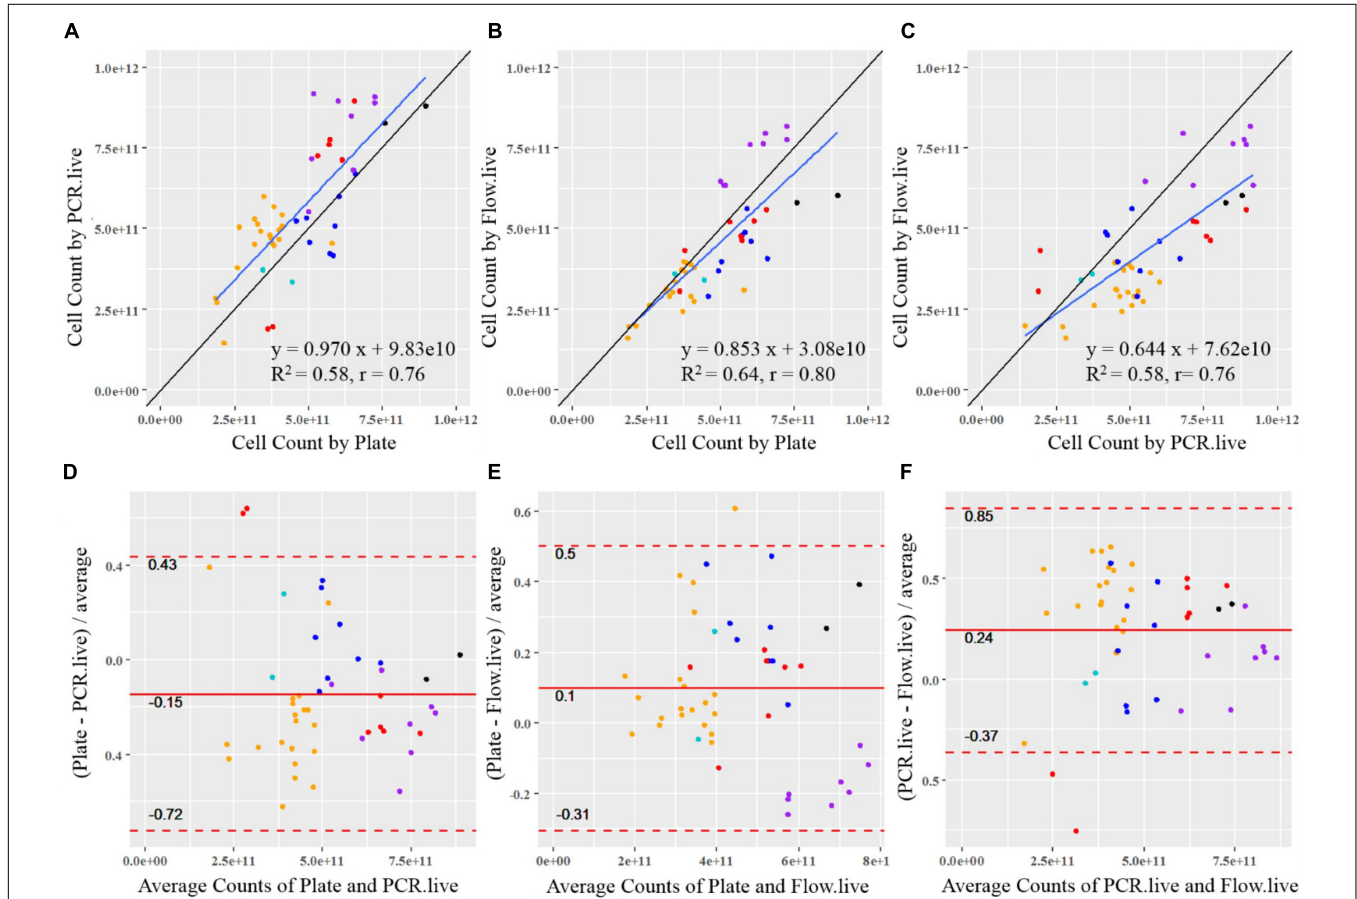 A
B
C
1.0e+12
7.5e+11
5.0e+11
2.5e+11
0.0e+00
Cell Count by PCR.live
y = 0.970 x + 9.83e10
R² = 0.58, r = 0.76
0.0e+00 2.5e+11 5.0e+11 7.5e+11 1.0e+12
Cell Count by Plate
1.0e+12
7.5e+11
5.0e+11
2.5e+11
0.0e+00
Cell Count by Flow.live
y = 0.853 x + 3.08e10
R² = 0.64, r = 0.80
0.0e+00 2.5e+11 5.0e+11 7.5e+11 1.0e+12
Cell Count by Plate
1.0e+12
7.5e+11
5.0e+11
2.5e+11
0.0e+00
Cell Count by Flow.live
y = 0.644 x + 7.62e10
R² = 0.58, r= 0.76
0.0e+00 2.5e+11 5.0e+11 7.5e+11 1.0e+12
Cell Count by PCR.live
D
E
F
(Plate - PCR.live) / average
0.4
0.0
0.4
0.43
-0.15
-0.72
0.0e+00 2.5e+11 5.0e+11 7.5e+11
Average Counts of Plate and PCR.live
(Plate - Flow.live) / average
0.6
0.4
0.2
0.0
-0.2
0.5
0.1
-0.31
0e+00 2e+11 4e+11 6e+11 8e+1
Average Counts of Plate and Flow.live
(PCR.live - Flow.live) / average
0.5
0.0
0.5
0.85
0.24
-0.37
0.0e+00 2.5e+11 5.0e+11 7.5e+11
Average Counts of PCR.live and Flow.live